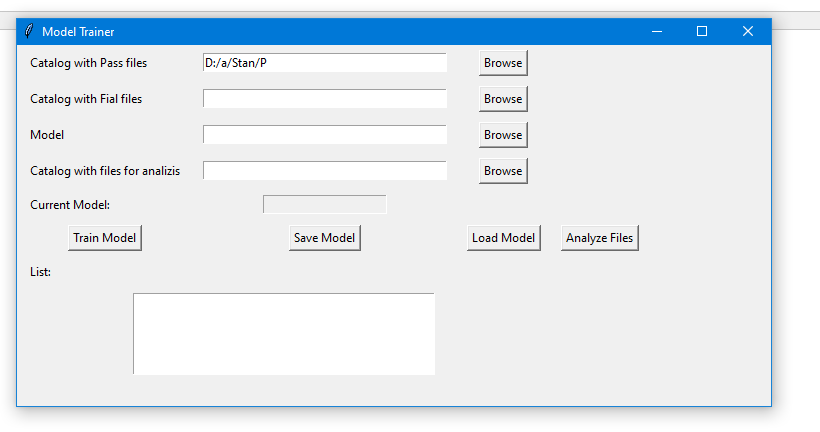 Model Trainer
Catalog with Pass files D:/a/Stan/P Browse
Catalog with Fial files Browse
Model Browse
Catalog with files for analizis Browse
Current Model:
Train Model Save Model Load Model Analyze Files
List: